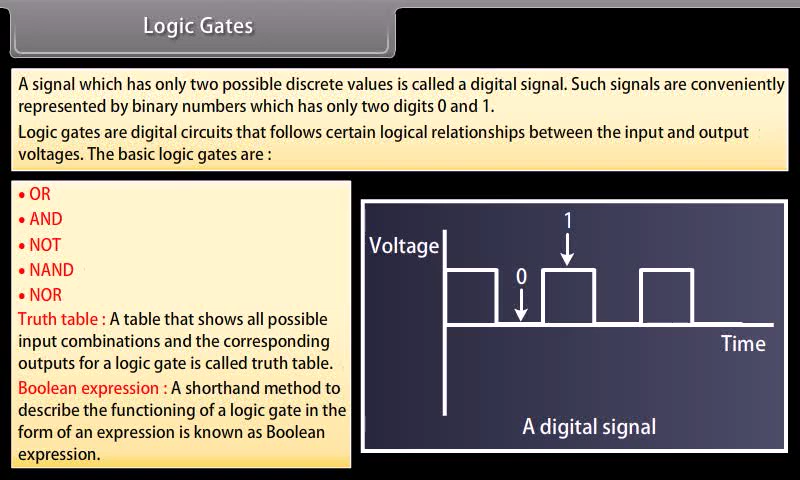 Logic Gates
A signal which has only two possible discrete values is called a digital signal. Such signals are conveniently
represented by binary numbers which has only two digits 0 and 1.
Logic gates are digital circuits that follows certain logical relationships between the input and output
voltages. The basic logic gates are :
• OR
• AND
• NOT
• NAND
• NOR
Truth table : A table that shows all possible
input combinations and the corresponding
outputs for a logic gate is called truth table.
Boolean expression : A shorthand method to
describe the functioning of a logic gate in the
form of an expression is known as Boolean
expression.
1
Voltage
0
Time
A digital signal